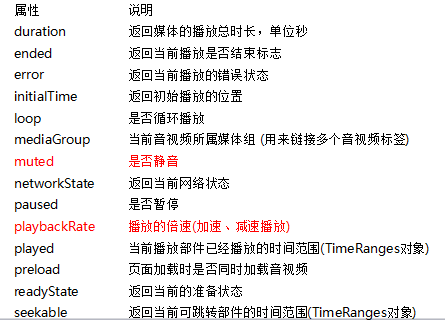 属性 说明
duration 返回媒体的播放总时长，单位秒
ended 返回当前播放是否结束标志
error 返回当前播放的错误状态
initialTime 返回初始播放的位置
loop 是否循环播放
mediaGroup 当前音视频所属媒体组 (用来链接多个音视频标签)
muted 是否静音
networkState 返回当前网络状态
paused 是否暂停
playbackRate 播放的倍速(加速、减速播放)
played 当前播放部件已经播放的时间范围(TimeRanges对象)
preload 页面加载时是否同时加载音视频
readyState 返回当前的准备状态
seekable 返回当前可跳转部件的时间范围(TimeRanges对象)